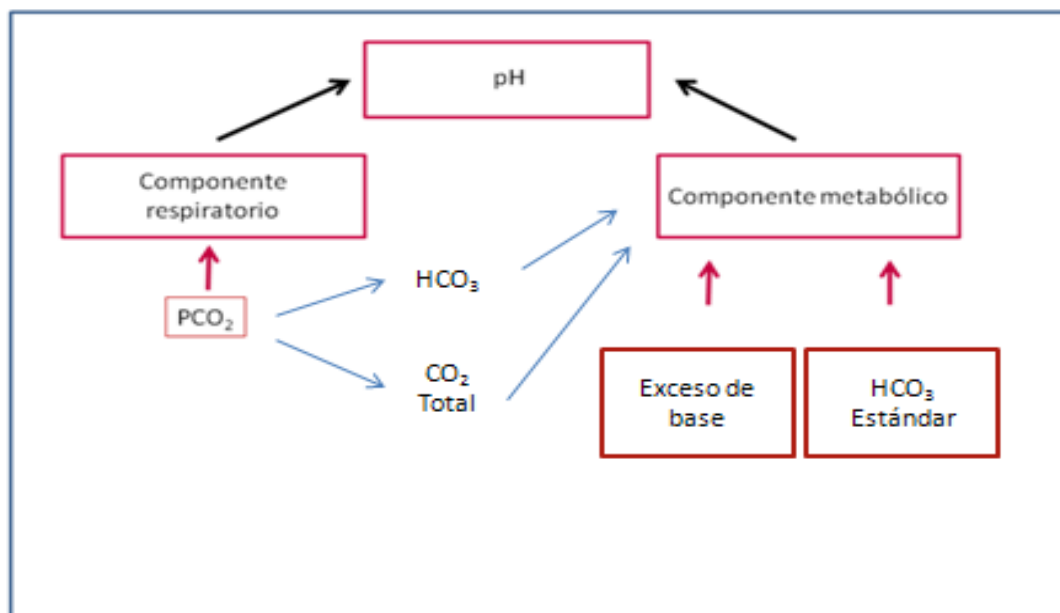 pH
Componente
respiratorio
Componente metabólico
HCO₃
PCO₂
CO₂
Total
Exceso de
base
HCO₃
Estándar